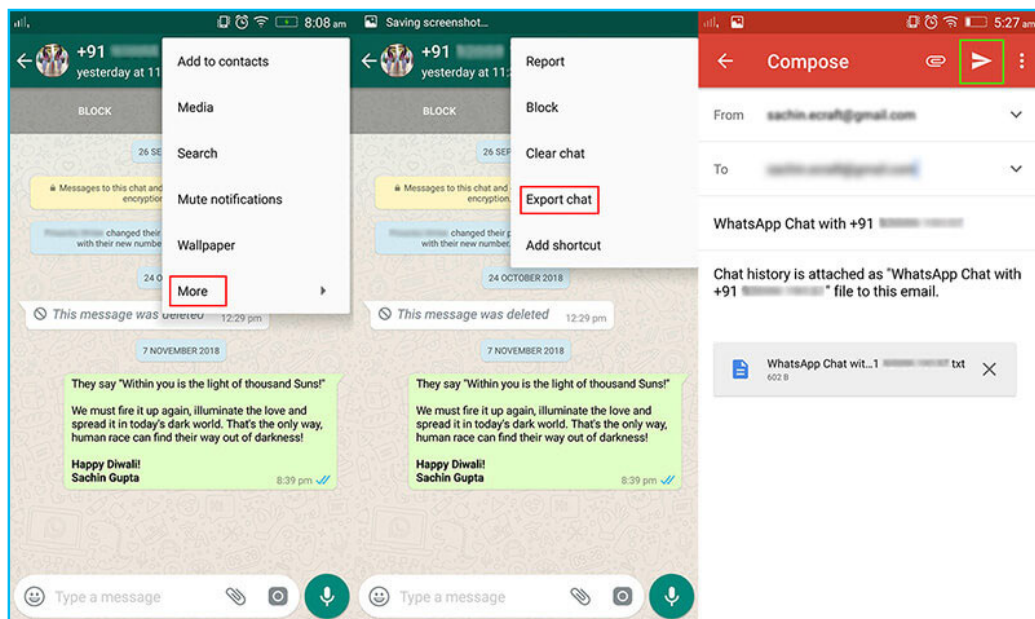 8:08 am
+91
yesterday at 11
BLOCK
Add to contacts
Media
Search
Mute notifications
Wallpaper
More
26 SE
Messages to this chat and
encryption
changed their
with their new numbe
24 O
This message was deleted 12:29 pm
7 NOVEMBER 2018
They say "Within you is the light of thousand Suns!"
We must fire it up again, illuminate the love and
spread it in today's dark world. That's the only way,
human race can find their way out of darkness!
Happy Diwali!
Sachin Gupta
8:39 pm
Type a message
Saving screenshot...
+91
yesterday at 11:
BLOCK
Report
Block
Clear chat
Export chat
Add shortcut
26 SEP
Messages to this chat and
encryption.
changed their p
with their new number.
24 OCTOBER 2018
This message was deleted 12:29 pm
7 NOVEMBER 2018
They say "Within you is the light of thousand Suns!"
We must fire it up again, illuminate the love and
spread it in today's dark world. That's the only way,
human race can find their way out of darkness!
Happy Diwali!
Sachin Gupta
8:39 pm
Type a message
5:27 am
Compose
From
To
WhatsApp Chat with +91
Chat history is attached as "WhatsApp Chat with
+91 " file to this email.
WhatsApp Chat wit...1 txt
602 B